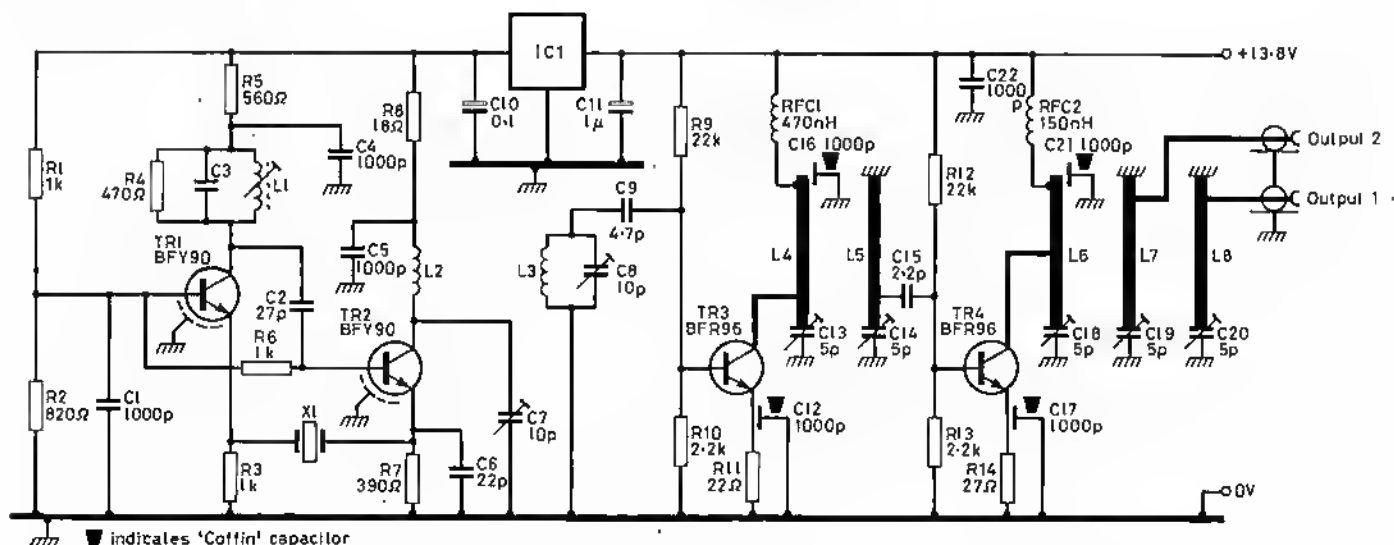 IC1
+13·8V
R5
560Ω
R8
18Ω
C10
0·1
C11
1μ
R9
22k
RFC1
470nH
C22
1000
p
RFC2
150nH
C16 1000p
C21 1000p
Output 2
Output 1
R1
1k
R4
470Ω
C3
L1
C4
1000p
C9
4·7p
R12
22k
TR1
BFY90
C5
1000p
L2
L3
C8
10p
L4
L5
C15
2·2p
L6
L7
L8
C2
27p
TR2
BFY90
R6
1k
TR3
BFR96
C13
5p
C14
5p
TR4
BFR96
C18
5p
C19
5p
C20
5p
R2
820Ω
C1
1000p
X1
C7
10p
C12
1000p
C17
1000p
R3
1k
R7
390Ω
C6
22p
R10
2·2k
R11
22Ω
R13
2·2k
R14
27Ω
0V
indicates 'Coffin' capacitor